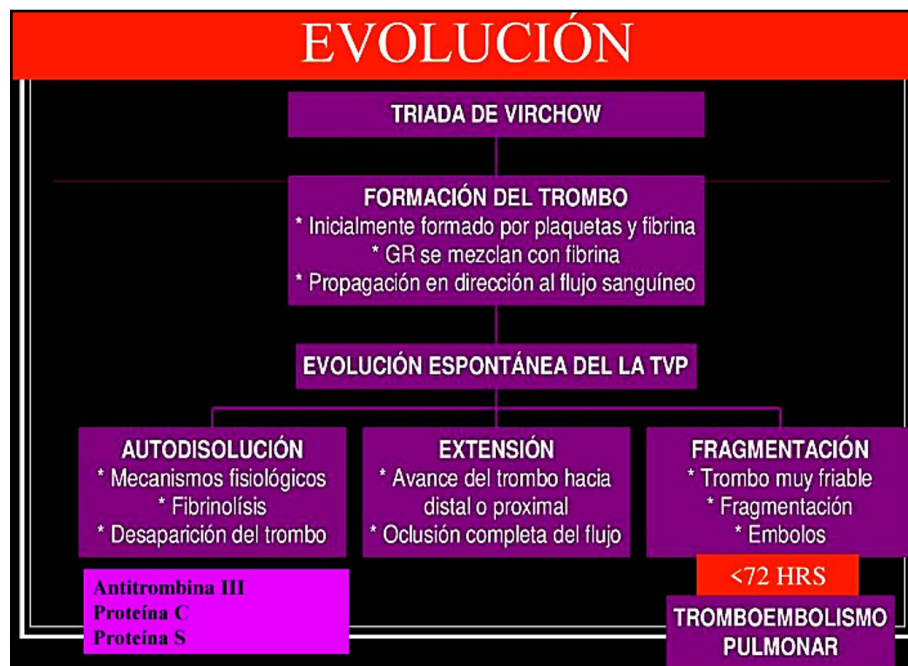 EVOLUCIÓN
TRIADA DE VIRCHOW
FORMACIÓN DEL TROMBO
* Inicialmente formado por plaquetas y fibrina
* GR se mezclan con fibrina
* Propagación en dirección al flujo sanguíneo
EVOLUCIÓN ESPONTÁNEA DEL LA TVP
AUTODISOLUCIÓN
* Mecanismos fisiológicos
* Fibrinolísis
* Desaparición del trombo
Antitrombina III
Proteína C
Proteína S
EXTENSIÓN
* Avance del trombo hacia
distal o proximal
* Oclusión completa del flujo
FRAGMENTACIÓN
* Trombo muy friable
* Fragmentación
* Embolos
<72 HRS
TROMBOEMBOLISMO
PULMONAR